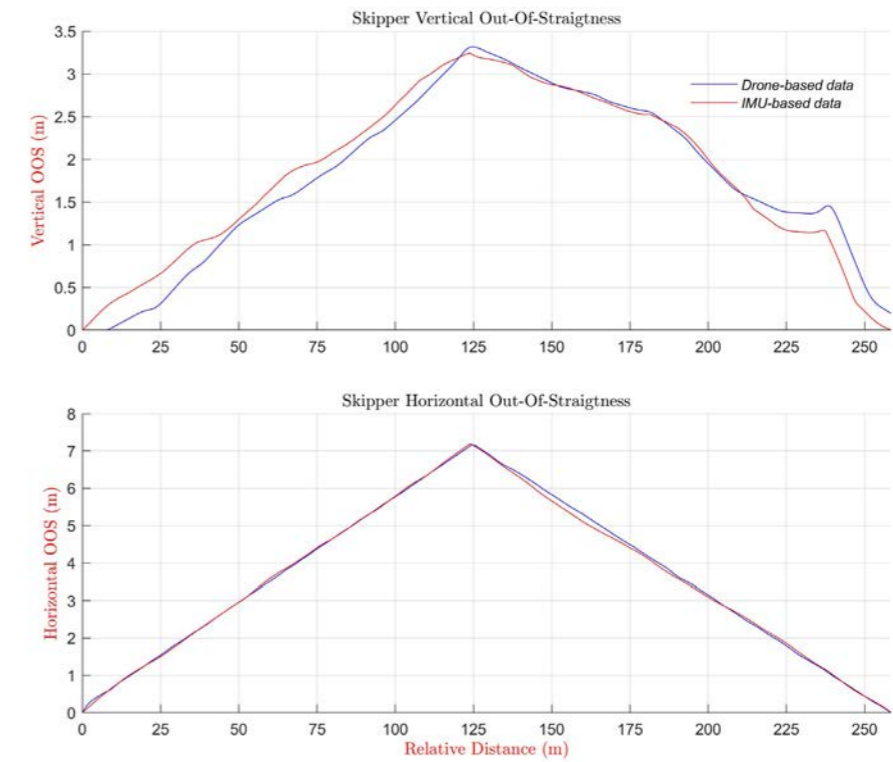 Skipper Vertical Out-Of-Straigtness
3.5
3
2.5
2
1.5
1
0.5
0
Vertical OOS (m)
Drone-based data
IMU-based data
0 25 50 75 100 125 150 175 200 225 250
Skipper Horizontal Out-Of-Straigtness
8
7
6
5
4
3
2
1
0
Horizontal OOS (m)
0 25 50 75 100 125 150 175 200 225 250
Relative Distance (m)